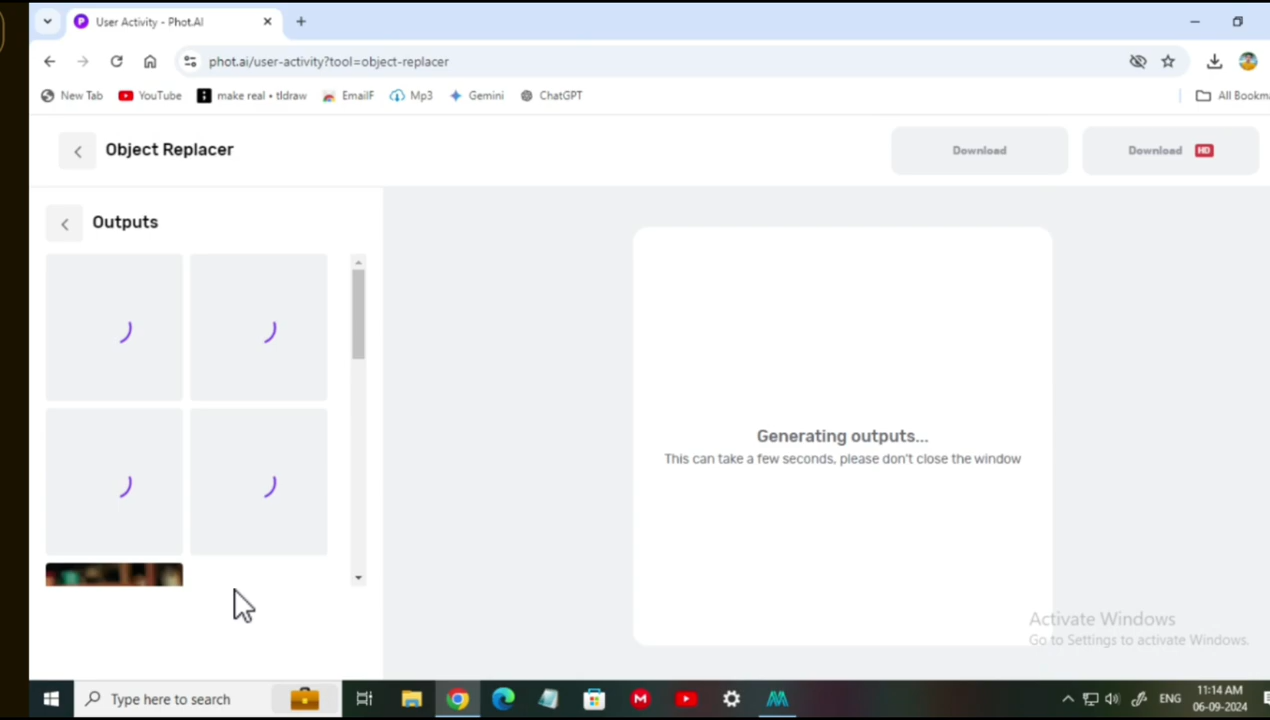 User Activity - Phot.AI
phot.ai/user-activity?tool=object-replacer
New Tab
YouTube
make real • tldraw
EmailF
Mp3
Gemini
ChatGPT
All Bookma
Object Replacer
Download
Download HD
Outputs
Generating outputs...
This can take a few seconds, please don't close the window
Activate Windows
Go to Settings to activate Windows.
Type here to search
ENG
11:14 AM
06-09-2024